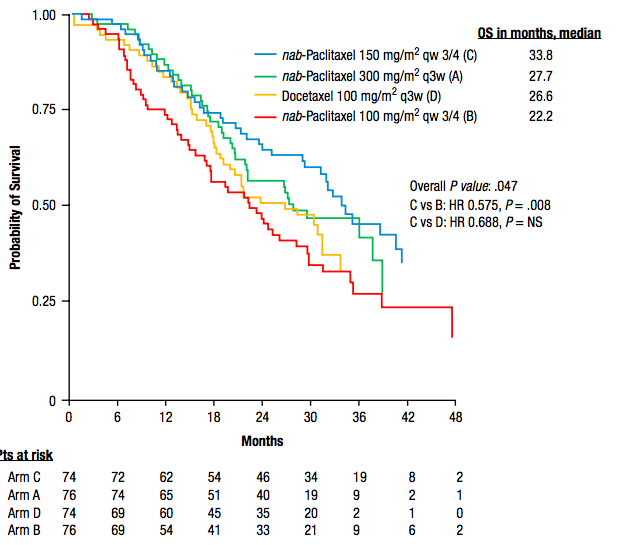 OS in months, median
nab-Paclitaxel 150 mg/m² qw 3/4 (C) 33.8
nab-Paclitaxel 300 mg/m² q3w (A) 27.7
Docetaxel 100 mg/m² q3w (D) 26.6
nab-Paclitaxel 100 mg/m² qw 3/4 (B) 22.2
Overall P value: .047
C vs B: HR 0.575, P = .008
C vs D: HR 0.688, P = NS
Probability of Survival
1.00
0.75
0.50
0.25
0
0 6 12 18 24 30 36 42 48
Months
Pts at risk
Arm C 74 72 62 54 46 34 19 8 2
Arm A 76 74 65 51 40 19 9 2 1
Arm D 74 69 60 45 35 20 2 1 0
Arm B 76 69 54 41 33 21 9 6 2